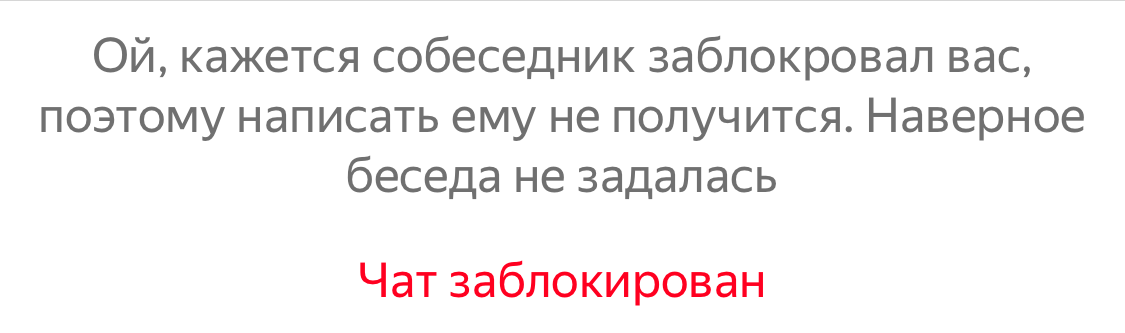 Ой, кажется собеседник заблокровал вас,
поэтому написать ему не получится. Наверное
беседа не задалась
Чат заблокирован